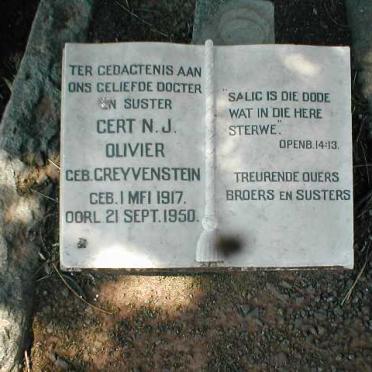 TER GEDAGTENIS AAN
ONS GELIEFDE DOGTER
EN SUSTER
GERT N. J.
OLIVIER
GEB. GREYVENSTEIN
GEB. 1 MEI 1917.
OORL 21 SEPT. 1950.
"SALIG IS DIE DODE
WAT IN DIE HERE
STERWE."
OPENB. 14:13.
TREURENDE OUERS
BROERS EN SUSTERS